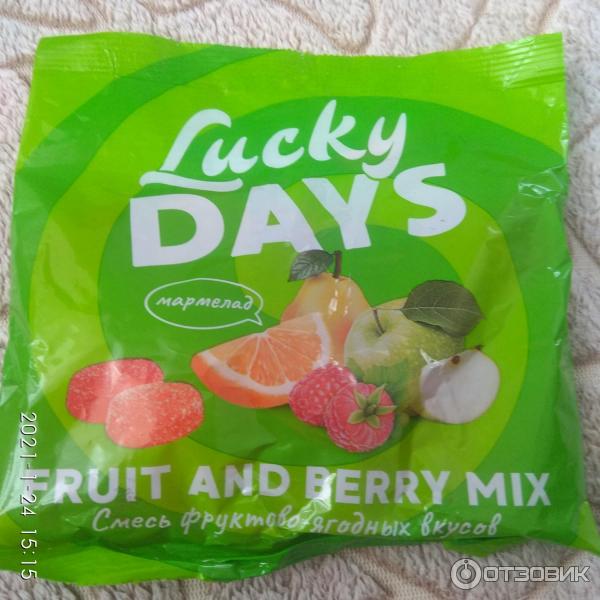 Lucky
DAYS
мармелад
FRUIT AND BERRY MIX
Смесь фруктово-ягодных вкусов
2021-1-24 15:15
ОТЗОВИК